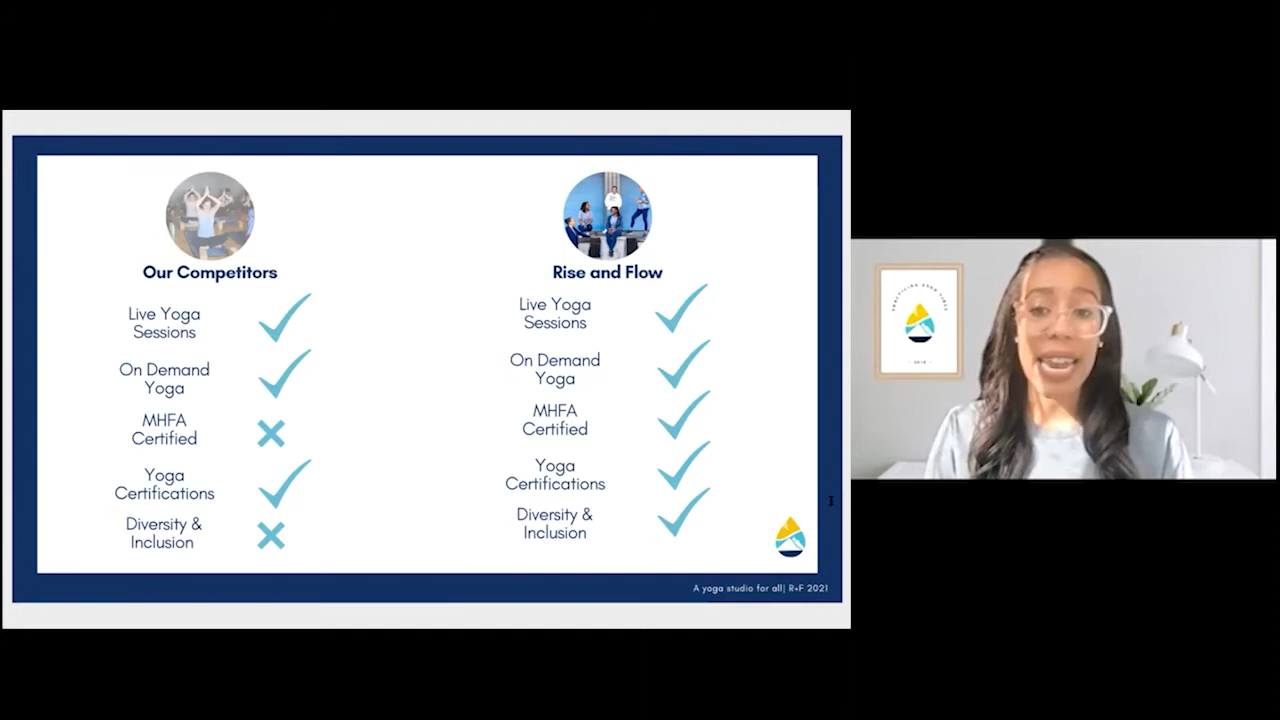 Our Competitors
Live Yoga
Sessions
On Demand
Yoga
MHFA
Certified
Yoga
Certifications
Diversity &
Inclusion
Rise and Flow
Live Yoga
Sessions
On Demand
Yoga
MHFA
Certified
Yoga
Certifications
Diversity &
Inclusion
A yoga studio for all| R+F 2021